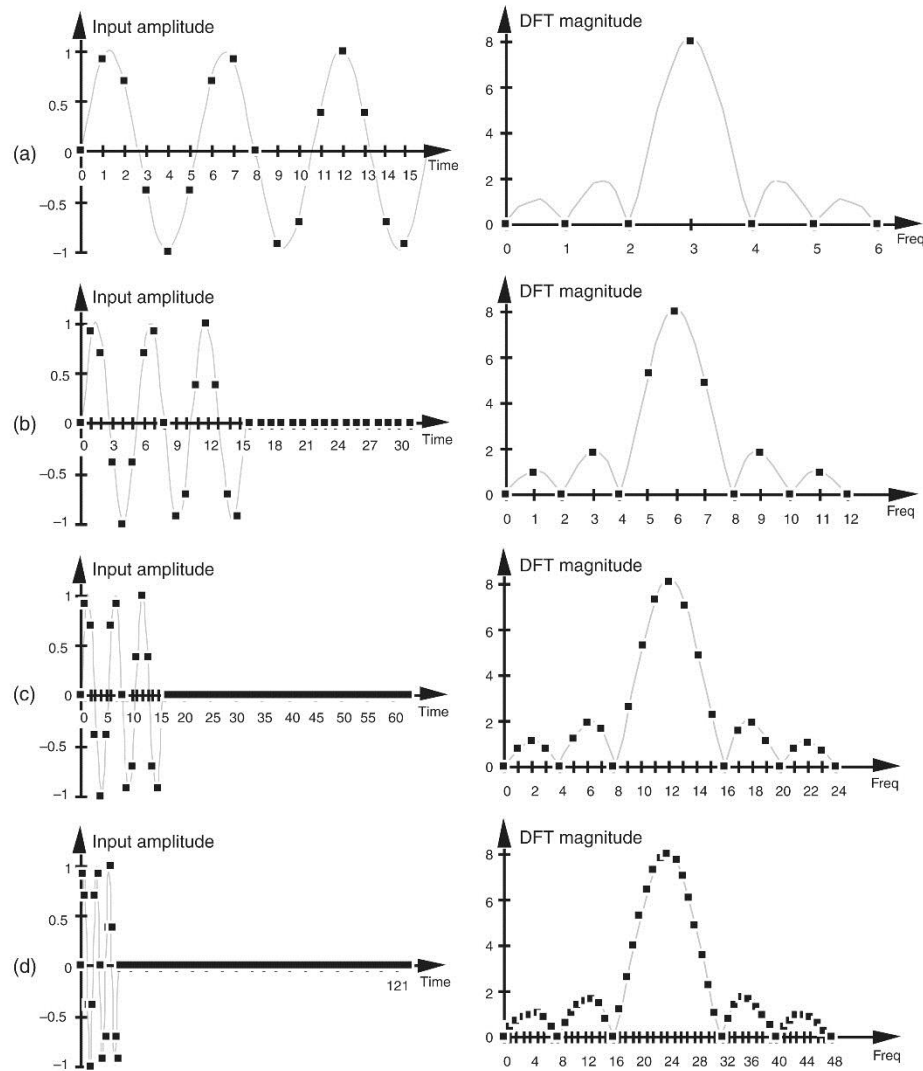 Input amplitude
DFT magnitude
1
0.5
(a)
0
−0.5
−1
0 1 2 3 4 5 6 7 8 9 10 11 12 13 14 15
Time
8
6
4
2
0
0 1 2 3 4 5 6
Freq
Input amplitude
DFT magnitude
1
0.5
(b)
0
−0.5
−1
0 3 6 9 12 15 18 21 24 27 30
Time
8
6
4
2
0
0 1 2 3 4 5 6 7 8 9 10 11 12
Freq
Input amplitude
DFT magnitude
1
0.5
(c)
0
−0.5
−1
0 5 10 15 20 25 30 35 40 45 50 55 60
Time
8
6
4
2
0
0 2 4 6 8 10 12 14 16 18 20 22 24
Freq
Input amplitude
DFT magnitude
1
0.5
(d)
0
−0.5
−1
121
Time
8
6
4
2
0
0 4 8 12 16 20 24 28 32 36 40 44 48
Freq